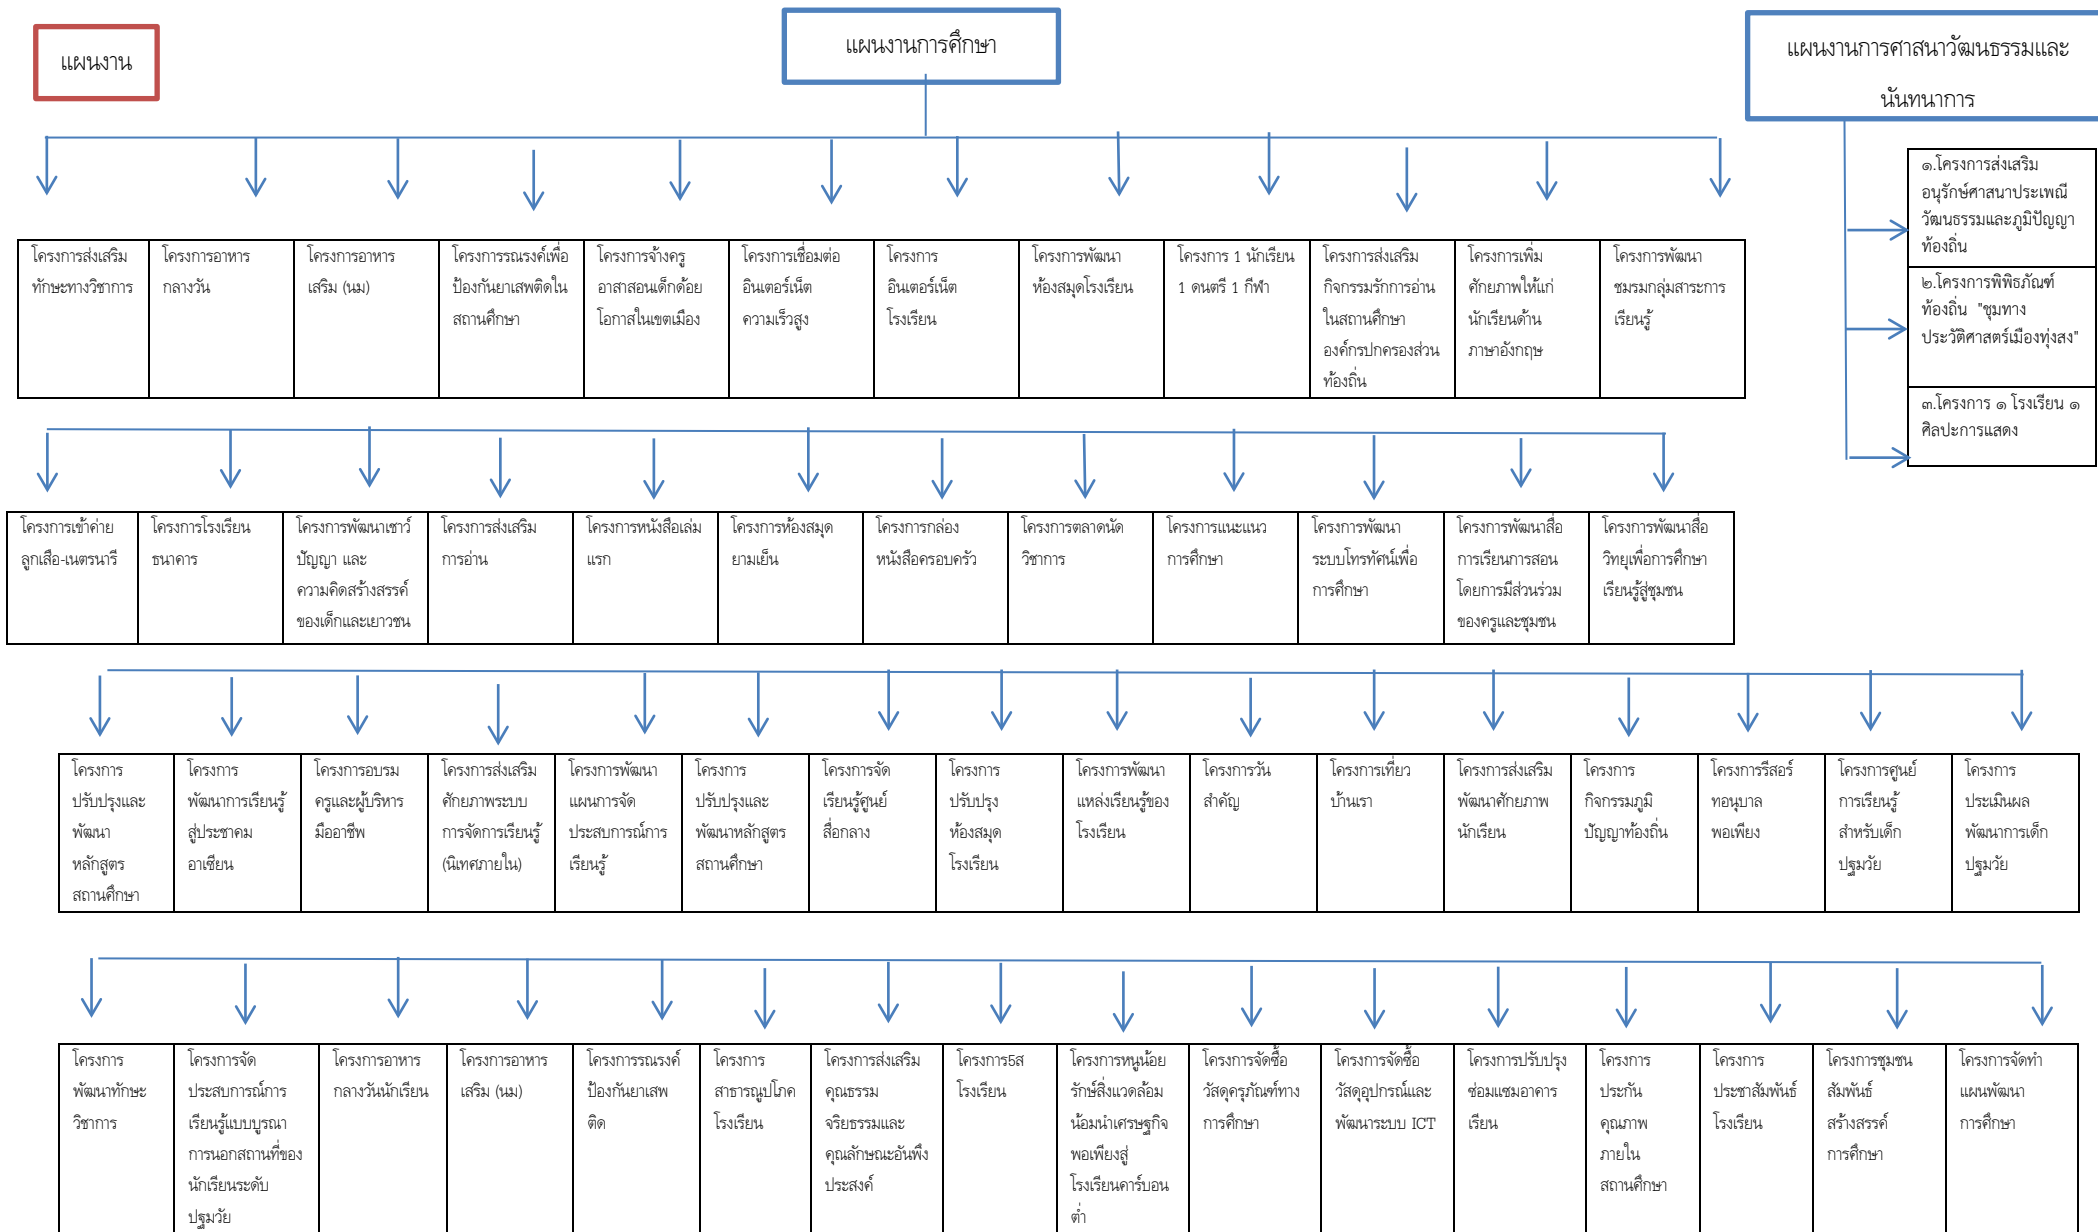 แผนงาน
แผนงานการศึกษา
แผนงานการศาสนาวัฒนธรรมและ
นันทนาการ
๑.โครงการส่งเสริม
อนุรักษ์ศาสนาประเพณี
วัฒนธรรมและภูมิปัญญา
ท้องถิ่น
๒.โครงการพิพิธภัณฑ์
ท้องถิ่น "ชุมทาง
ประวัติศาสตร์เมืองทุ่งสง"
๓.โครงการ ๑ โรงเรียน ๑
ศิลปะการแสดง
โครงการส่งเสริม
ทักษะทางวิชาการ
โครงการอาหาร
กลางวัน
โครงการอาหาร
เสริม (นม)
โครงการรณรงค์เพื่อ
ป้องกันยาเสพติดใน
สถานศึกษา
โครงการจ้างครู
อาสาสอนเด็กด้อย
โอกาสในเขตเมือง
โครงการเชื่อมต่อ
อินเตอร์เน็ต
ความเร็วสูง
โครงการ
อินเตอร์เน็ต
โรงเรียน
โครงการพัฒนา
ห้องสมุดโรงเรียน
โครงการ 1 นักเรียน
1 ดนตรี 1 กีฬา
โครงการส่งเสริม
กิจกรรมรักการอ่าน
ในสถานศึกษา
องค์กรปกครองส่วน
ท้องถิ่น
โครงการเพิ่ม
ศักยภาพให้แก่
นักเรียนด้าน
ภาษาอังกฤษ
โครงการพัฒนา
ชมรมกลุ่มสาระการ
เรียนรู้
โครงการเข้าค่าย
ลูกเสือ-เนตรนารี
โครงการโรงเรียน
ธนาคาร
โครงการพัฒนาเชาว์
ปัญญา และ
ความคิดสร้างสรรค์
ของเด็กและเยาวชน
โครงการส่งเสริม
การอ่าน
โครงการหนังสือเล่ม
แรก
โครงการห้องสมุด
ยามเย็น
โครงการกล่อง
หนังสือครอบครัว
โครงการตลาดนัด
วิชาการ
โครงการแนะแนว
การศึกษา
โครงการพัฒนา
ระบบโทรทัศน์เพื่อ
การศึกษา
โครงการพัฒนาสื่อ
การเรียนการสอน
โดยการมีส่วนร่วม
ของครูและชุมชน
โครงการพัฒนาสื่อ
วิทยุเพื่อการศึกษา
เรียนรู้สู่ชุมชน
โครงการ
ปรับปรุงและ
พัฒนา
หลักสูตร
สถานศึกษา
โครงการ
พัฒนาการเรียนรู้
สู่ประชาคม
อาเซียน
โครงการอบรม
ครูและผู้บริหาร
มืออาชีพ
โครงการส่งเสริม
ศักยภาพระบบ
การจัดการเรียนรู้
(นิเทศภายใน)
โครงการพัฒนา
แผนการจัด
ประสบการณ์การ
เรียนรู้
โครงการ
ปรับปรุงและ
พัฒนาหลักสูตร
สถานศึกษา
โครงการจัด
เรียนรู้ศูนย์
สื่อกลาง
โครงการ
ปรับปรุง
ห้องสมุด
โรงเรียน
โครงการพัฒนา
แหล่งเรียนรู้ของ
โรงเรียน
โครงการวัน
สำคัญ
โครงการเที่ยว
บ้านเรา
โครงการส่งเสริม
พัฒนาศักยภาพ
นักเรียน
โครงการ
กิจกรรมภูมิ
ปัญญาท้องถิ่น
โครงการรีสอร์
ทอนุบาล
พอเพียง
โครงการศูนย์
การเรียนรู้
สำหรับเด็ก
ปฐมวัย
โครงการ
ประเมินผล
พัฒนาการเด็ก
ปฐมวัย
โครงการ
พัฒนาทักษะ
วิชาการ
โครงการจัด
ประสบการณ์การ
เรียนรู้แบบบูรณา
การนอกสถานที่ของ
นักเรียนระดับ
ปฐมวัย
โครงการอาหาร
กลางวันนักเรียน
โครงการอาหาร
เสริม (นม)
โครงการรณรงค์
ป้องกันยาเสพ
ติด
โครงการ
สาธารณูปโภค
โรงเรียน
โครงการส่งเสริม
คุณธรรม
จริยธรรมและ
คุณลักษณะอันพึง
ประสงค์
โครงการ5ส
โรงเรียน
โครงการหนูน้อย
รักษ์สิ่งแวดล้อม
น้อมนำเศรษฐกิจ
พอเพียงสู่
โรงเรียนคาร์บอน
ต่ำ
โครงการจัดซื้อ
วัสดุครุภัณฑ์ทาง
การศึกษา
โครงการจัดซื้อ
วัสดุอุปกรณ์และ
พัฒนาระบบ ICT
โครงการปรับปรุง
ซ่อมแซมอาคาร
เรียน
โครงการ
ประกัน
คุณภาพ
ภายใน
สถานศึกษา
โครงการ
ประชาสัมพันธ์
โรงเรียน
โครงการชุมชน
สัมพันธ์
สร้างสรรค์
การศึกษา
โครงการจัดทำ
แผนพัฒนา
การศึกษา